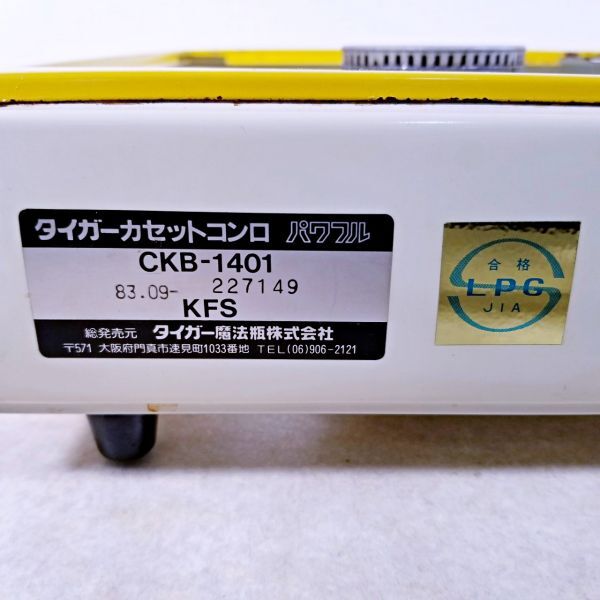 タイガーカセットコンロ パワフル
CKB-1401
83.09- 227149
KFS
総発売元 タイガー魔法瓶株式会社
〒571 大阪府門真市速見町1033番地 TEL(06)906-2121
合格
LPG
JIA